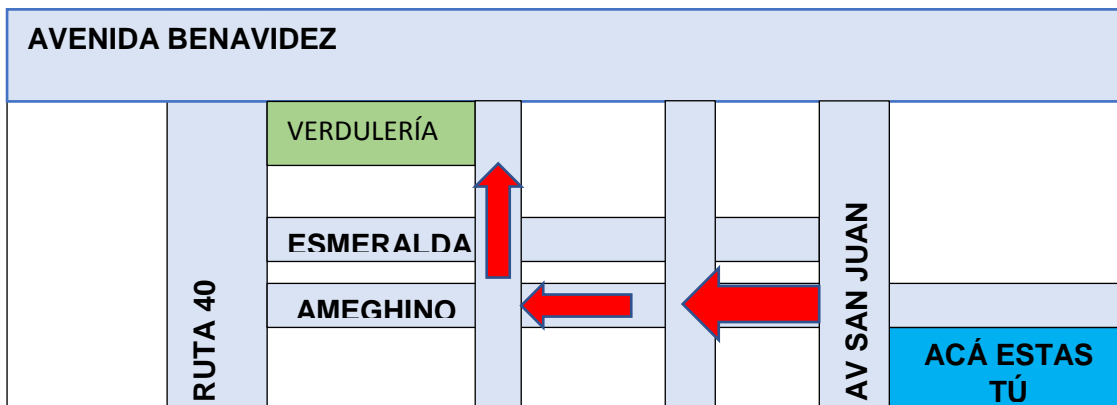 AVENIDA BENAVIDEZ
VERDULERÍA
ESMERALDA
AMEGHINO
RUTA 40
AV SAN JUAN
ACÁ ESTAS
TÚ